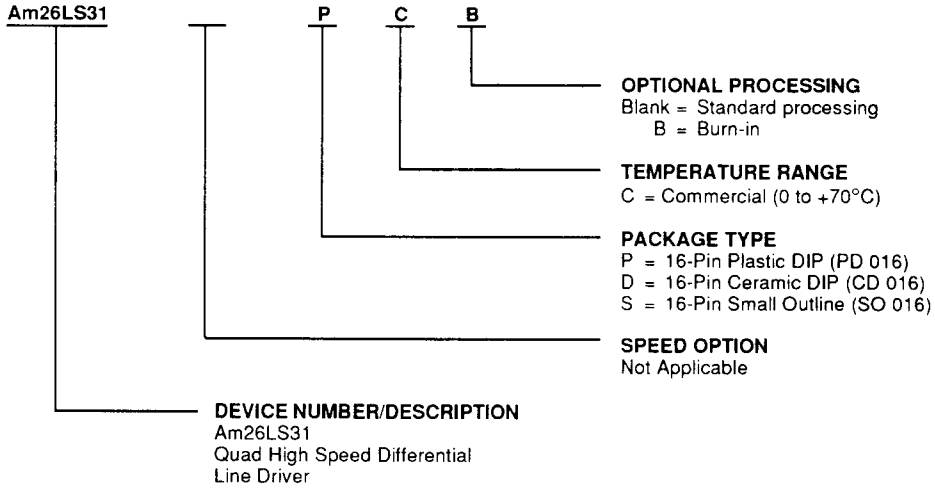 Am26LS31 P C B
OPTIONAL PROCESSING
Blank = Standard processing
B = Burn-in
TEMPERATURE RANGE
C = Commercial (0 to +70°C)
PACKAGE TYPE
P = 16-Pin Plastic DIP (PD 016)
D = 16-Pin Ceramic DIP (CD 016)
S = 16-Pin Small Outline (SO 016)
SPEED OPTION
Not Applicable
DEVICE NUMBER/DESCRIPTION
Am26LS31
Quad High Speed Differential
Line Driver